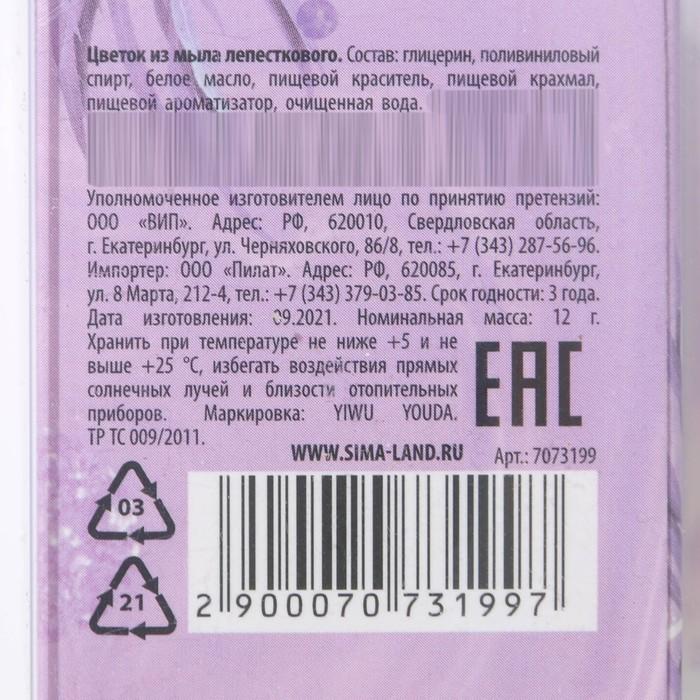 Цветок из мыла лепесткового. Состав: глицерин, поливиниловый
спирт, белое масло, пищевой краситель, пищевой крахмал,
пищевой ароматизатор, очищенная вода.
Уполномоченное изготовителем лицо по принятию претензий:
ООО «ВИП». Адрес: РФ, 620010, Свердловская область,
г. Екатеринбург, ул. Черняховского, 86/8, тел.: +7 (343) 287-56-96.
Импортер: ООО «Пилат». Адрес: РФ, 620085, г. Екатеринбург,
ул. 8 Марта, 212-4, тел.: +7 (343) 379-03-85. Срок годности: 3 года.
Дата изготовления: 09.2021. Номинальная масса: 12 г.
Хранить при температуре не ниже +5 и не
выше +25 °С, избегать воздействия прямых
солнечных лучей и близости отопительных
приборов. Маркировка: YIWU YOUDA.
ТР ТС 009/2011.
EAC
WWW.SIMA-LAND.RU Арт.: 7073199
03
21
2 900070 731997